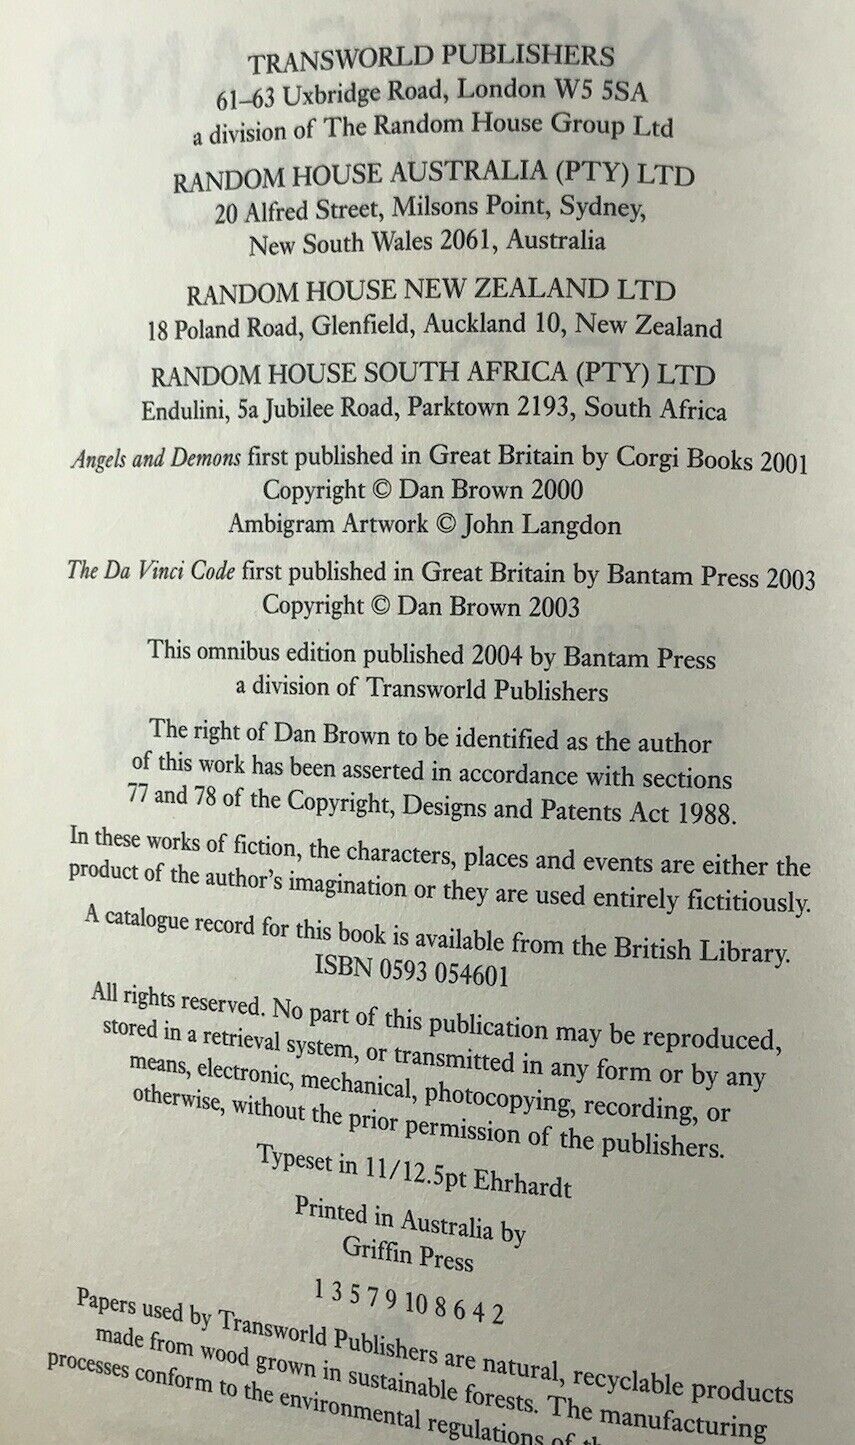 TRANSWORLD PUBLISHERS
61–63 Uxbridge Road, London W5 5SA
a division of The Random House Group Ltd
RANDOM HOUSE AUSTRALIA (PTY) LTD
20 Alfred Street, Milsons Point, Sydney,
New South Wales 2061, Australia
RANDOM HOUSE NEW ZEALAND LTD
18 Poland Road, Glenfield, Auckland 10, New Zealand
RANDOM HOUSE SOUTH AFRICA (PTY) LTD
Endulini, 5a Jubilee Road, Parktown 2193, South Africa
Angels and Demons first published in Great Britain by Corgi Books 2001
Copyright © Dan Brown 2000
Ambigram Artwork © John Langdon
The Da Vinci Code first published in Great Britain by Bantam Press 2003
Copyright © Dan Brown 2003
This omnibus edition published 2004 by Bantam Press
a division of Transworld Publishers
The right of Dan Brown to be identified as the author
of this work has been asserted in accordance with sections
77 and 78 of the Copyright, Designs and Patents Act 1988.
In these works of fiction, the characters, places and events are either the
product of the author's imagination or they are used entirely fictitiously.
A catalogue record for this book is available from the British Library.
ISBN 0593 054601
All rights reserved. No part of this publication may be reproduced,
stored in a retrieval system, or transmitted in any form or by any
means, electronic, mechanical, photocopying, recording, or
otherwise, without the prior permission of the publishers.
Typeset in 11/12.5pt Ehrhardt
Printed in Australia by
Griffin Press
1 3 5 7 9 10 8 6 4 2
Papers used by Transworld Publishers are natural, recyclable products
made from wood grown in sustainable forests. The manufacturing
processes conform to the environmental regulations of